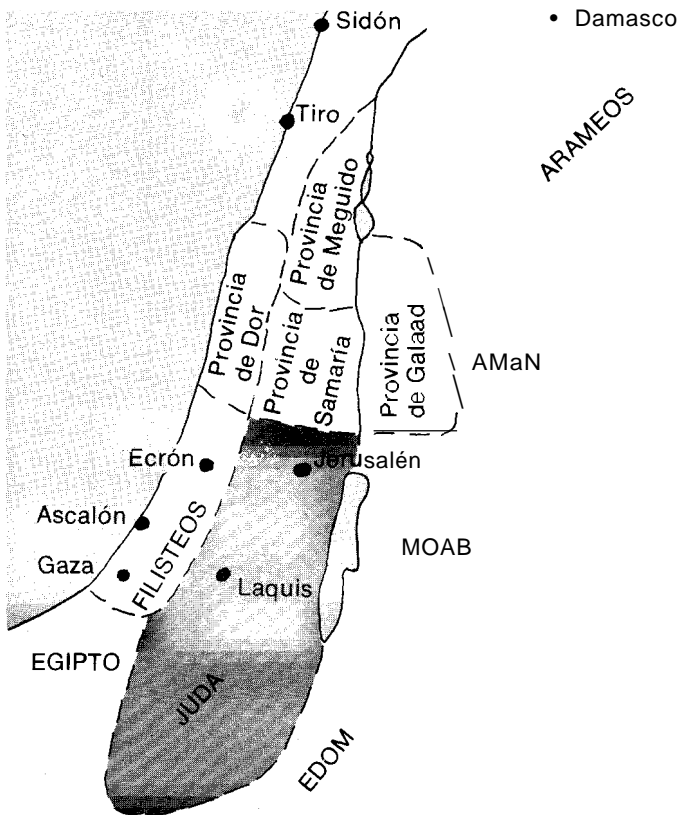 Sidón
• Damasco
Tiro
ARAMEOS
Provincia
de Meguido
Provincia
de Dor
Provincia
de
Samaría
Provincia
de Galaad
AMaN
Ecrón
Jerusalén
Ascalón
FILISTEOS
MOAB
Gaza
Laquis
EGIPTO
JUDA
EDOM